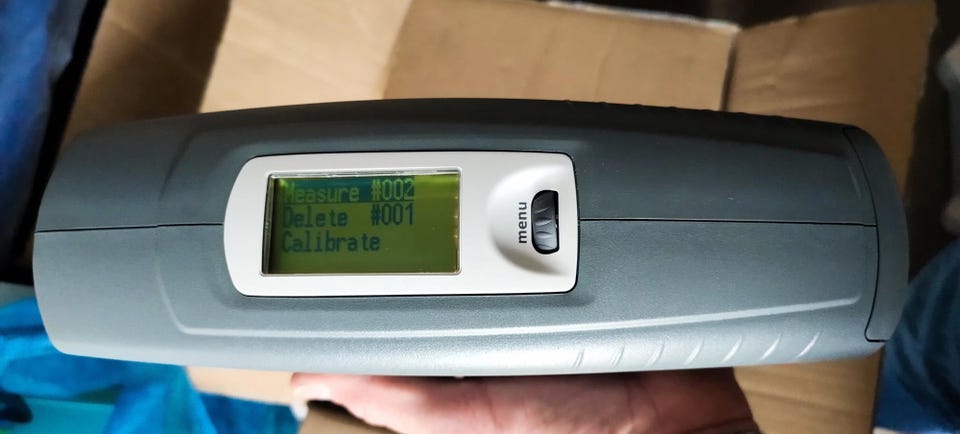 Measure #002
Delete #001
Calibrate
menu